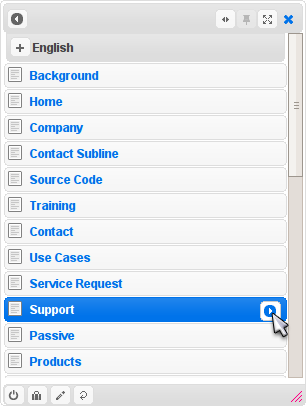 English
Background
Home
Company
Contact Subline
Source Code
Training
Contact
Use Cases
Service Request
Support
Passive
Products